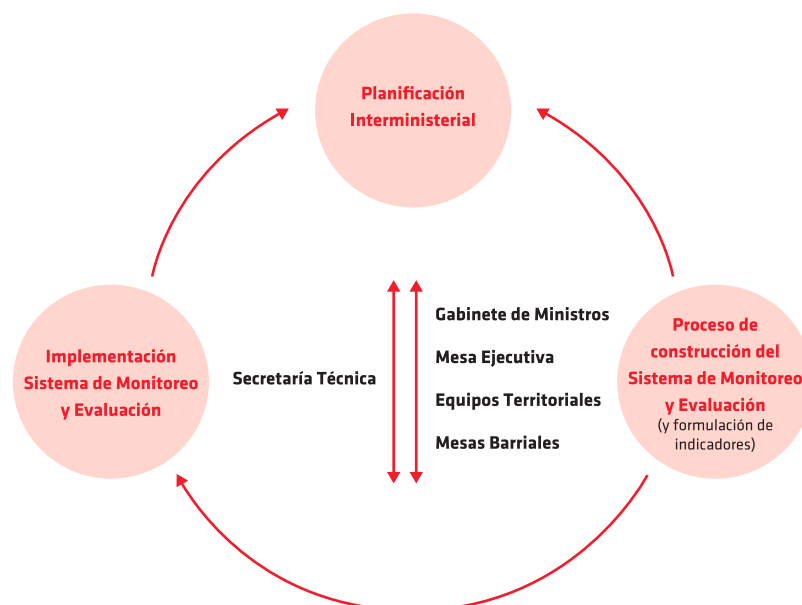 Planificación
Interministerial
Implementación
Sistema de Monitoreo
y Evaluación
Secretaría Técnica
Gabinete de Ministros
Mesa Ejecutiva
Equipos Territoriales
Mesas Barriales
Proceso de
construcción del
Sistema de Monitoreo
y Evaluación
(y formulación de
indicadores)